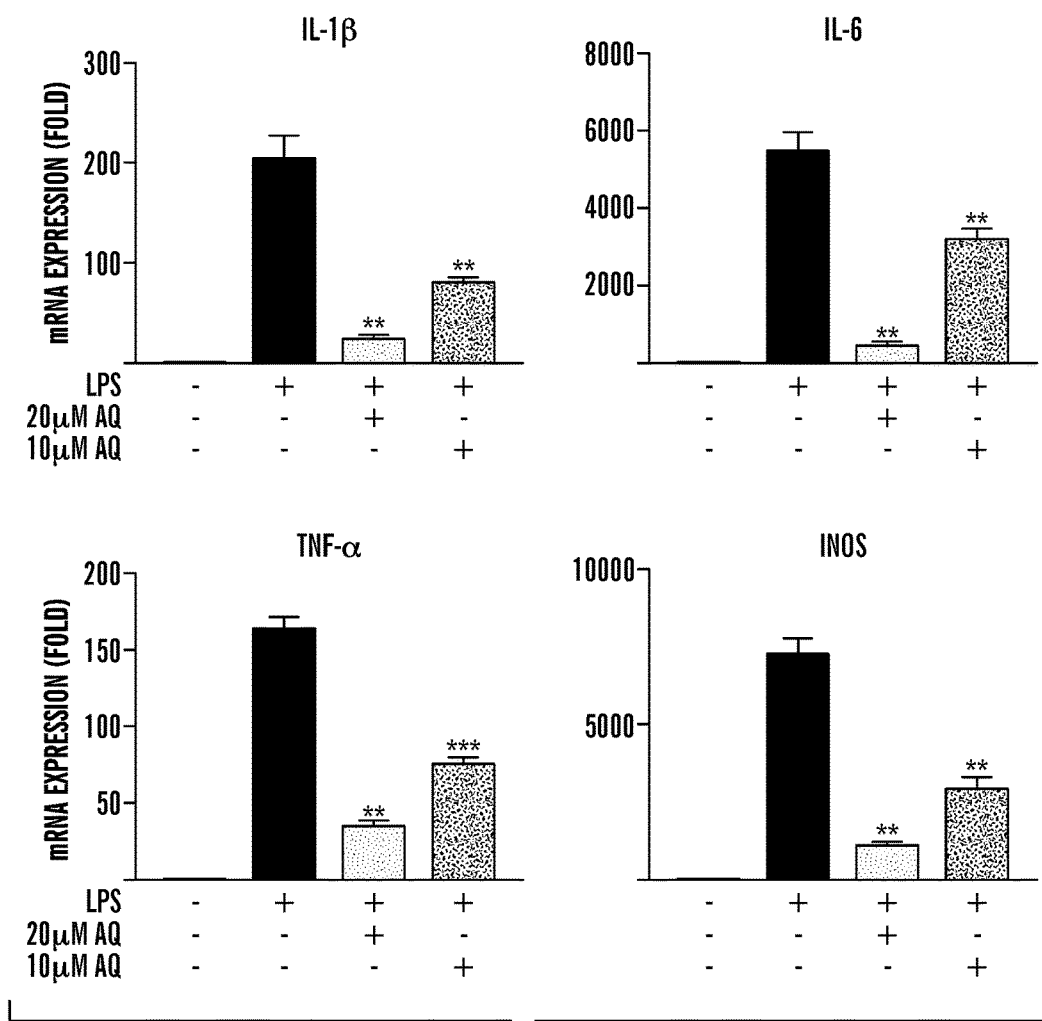 IL-1β
mRNA EXPRESSION (FOLD)
300
200
100
**
**
LPS - + + +
20μM AQ - - + -
10μM AQ - - - +
IL-6
8000
6000
4000
2000
**
**
- + + +
- - + -
- - - +
TNF-α
mRNA EXPRESSION (FOLD)
200
150
100
50
**
***
LPS - + + +
20μM AQ - - + -
10μM AQ - - - +
INOS
10000
5000
**
**
- + + +
- - + -
- - - +